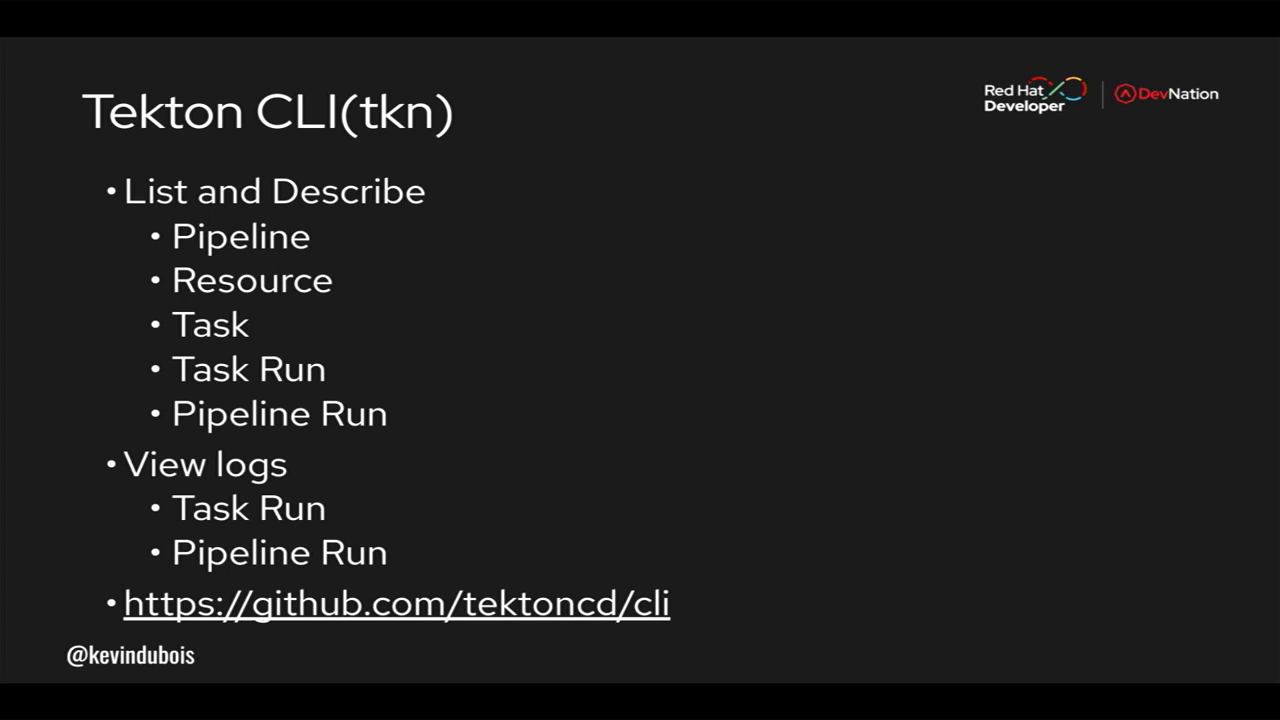 Tekton CLI(tkn)
Red Hat
Developer
DevNation
• List and Describe
• Pipeline
• Resource
• Task
• Task Run
• Pipeline Run
• View logs
• Task Run
• Pipeline Run
• https://github.com/tektoncd/cli
@kevindubois